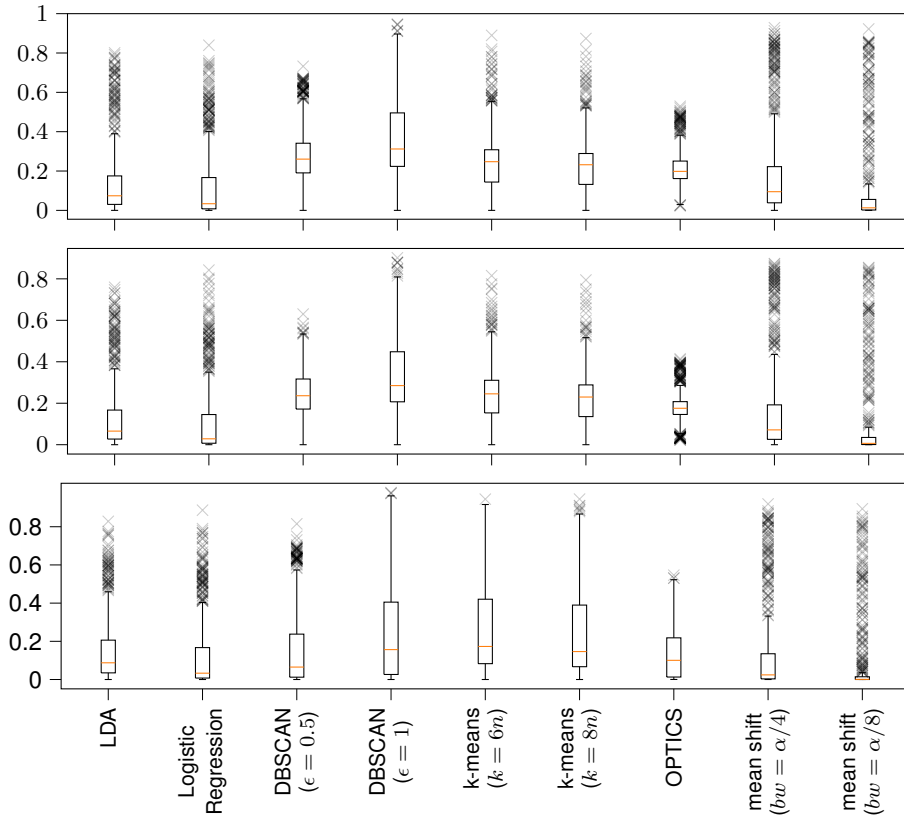 1
0.8
0.6
0.4
0.2
0
0.8
0.6
0.4
0.2
0
0.8
0.6
0.4
0.2
0
LDA
Logistic
Regression
DBSCAN
(ϵ = 0.5)
DBSCAN
(ϵ = 1)
k-means
(k = 6n)
k-means
(k = 8n)
OPTICS
mean shift
(bw = α/4)
mean shift
(bw = α/8)